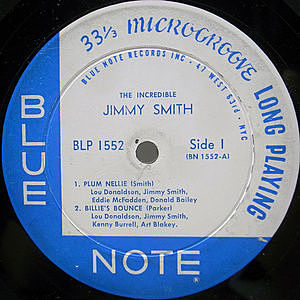 33⅓ MICROGROOVE LONG PLAYING
BLUE NOTE RECORDS INC • 47 WEST 63rd • NYC
THE INCREDIBLE
JIMMY SMITH
BLP 1552 Side 1
(BN 1552-A)
1. PLUM NELLIE (Smith)
Lou Donaldson, Jimmy Smith,
Eddie McFadden, Donald Bailey
2. BILLIE'S BOUNCE (Parker)
Lou Donaldson, Jimmy Smith,
Kenny Burrell, Art Blakey.
BLUE
NOTE ®